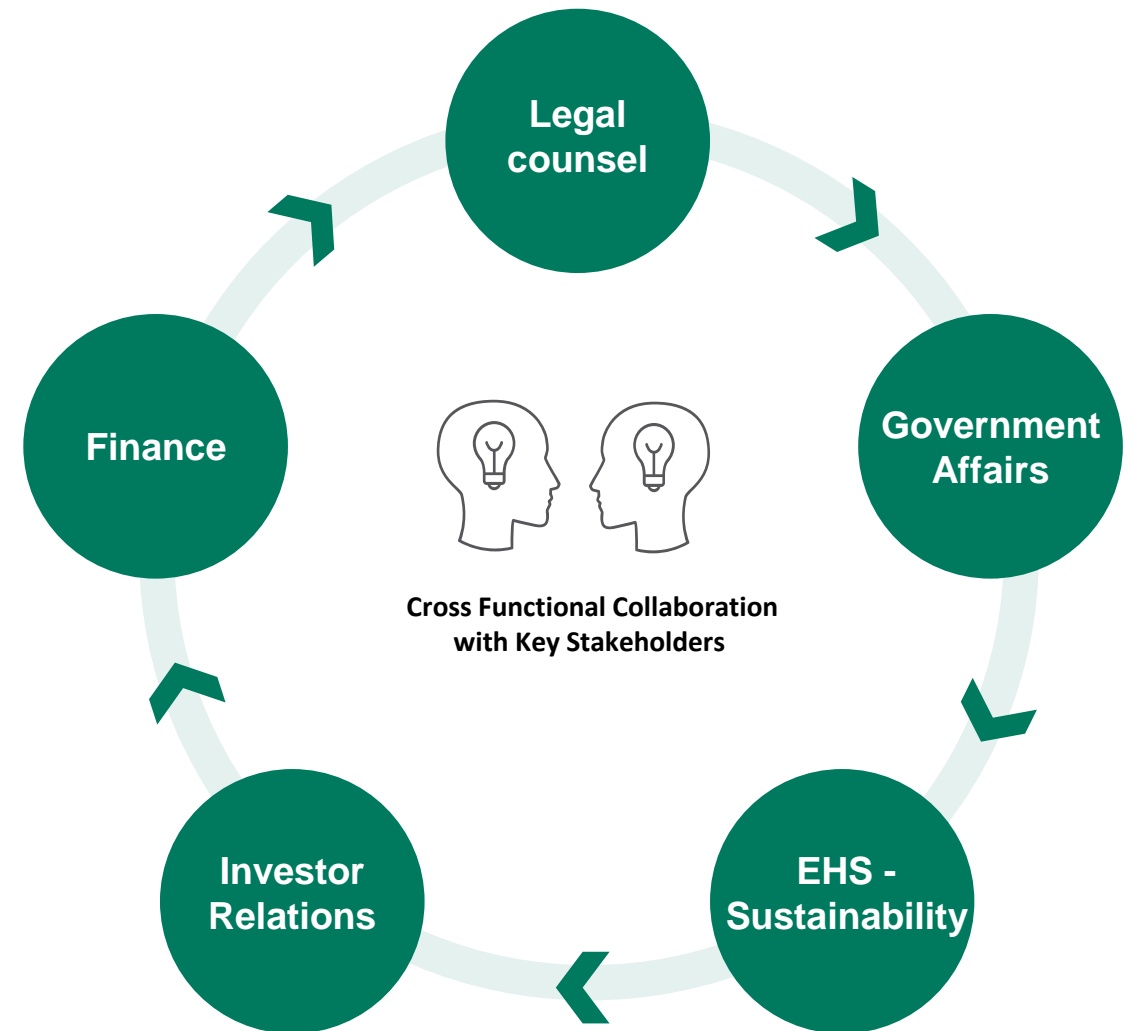 Legal
counsel
Government
Affairs
EHS -
Sustainability
Investor
Relations
Finance
Cross Functional Collaboration
with Key Stakeholders